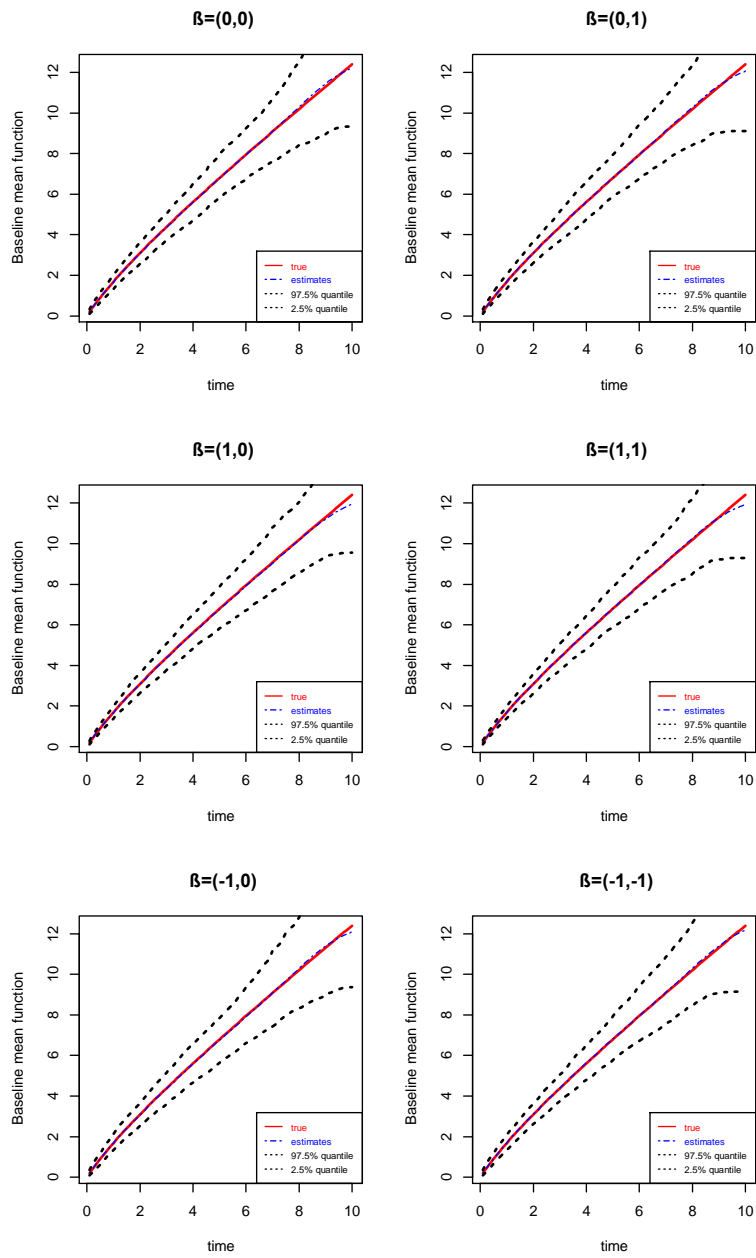 ß=(0,0)
Baseline mean function
0 2 4 6 8 10 12
true
estimates
97.5% quantile
2.5% quantile
0 2 4 6 8 10
time
ß=(0,1)
Baseline mean function
0 2 4 6 8 10 12
true
estimates
97.5% quantile
2.5% quantile
0 2 4 6 8 10
time
ß=(1,0)
Baseline mean function
0 2 4 6 8 10 12
true
estimates
97.5% quantile
2.5% quantile
0 2 4 6 8 10
time
ß=(1,1)
Baseline mean function
0 2 4 6 8 10 12
true
estimates
97.5% quantile
2.5% quantile
0 2 4 6 8 10
time
ß=(-1,0)
Baseline mean function
0 2 4 6 8 10 12
true
estimates
97.5% quantile
2.5% quantile
0 2 4 6 8 10
time
ß=(-1,-1)
Baseline mean function
0 2 4 6 8 10 12
true
estimates
97.5% quantile
2.5% quantile
0 2 4 6 8 10
time